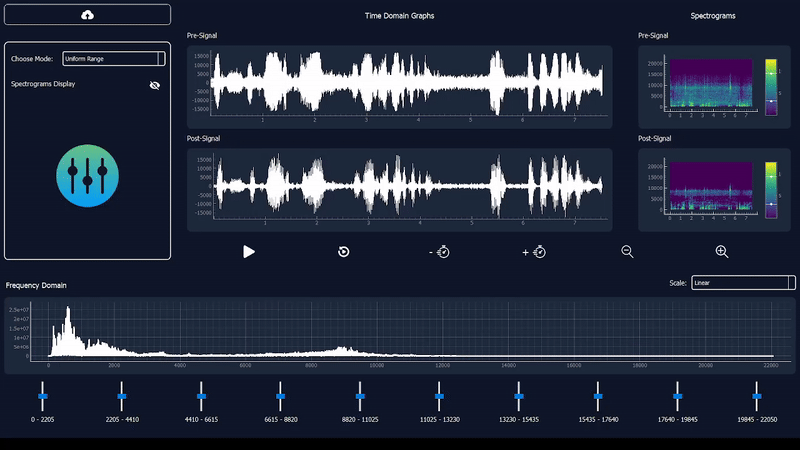 Time Domain Graphs
Spectrograms
Pre-Signal
Pre-Signal
Choose Mode:
Uniform Range
Spectrograms Display
15000
10000
5000
0
-5000
-10000
-15000
1
2
3
4
5
6
7
20000
15000
10000
5000
0
0 1 2 3 4 5 6 7
Post-Signal
Post-Signal
15000
10000
5000
0
-5000
-10000
-15000
1
2
3
4
5
6
7
20000
15000
10000
5000
0
0 1 2 3 4 5 6 7
-
+
Frequency Domain
Scale:
Linear
2.5e+07
2e+07
1.5e+07
1e+07
5e+06
0
0 2000 4000 6000 8000 10000 12000 14000 16000 18000 20000 22000
0 - 2205
2205 - 4410
4410 - 6615
6615 - 8820
8820 - 11025
11025 - 13230
13230 - 15435
15435 - 17640
17640 - 19845
19845 - 22050